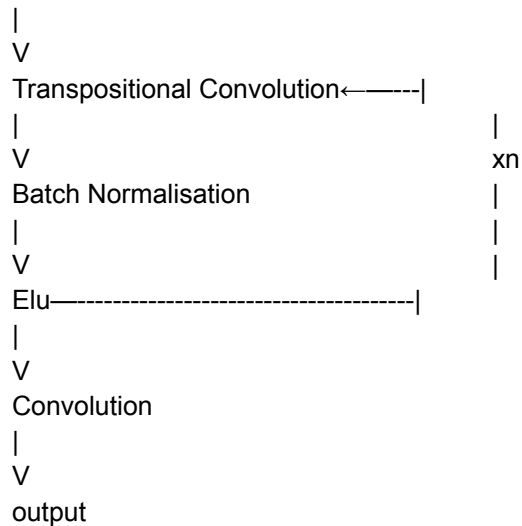 |
V
Transpositional Convolution←—---|
| |
V xn
Batch Normalisation |
| |
V |
Elu—--------------------------------------|
|
V
Convolution
|
V
output